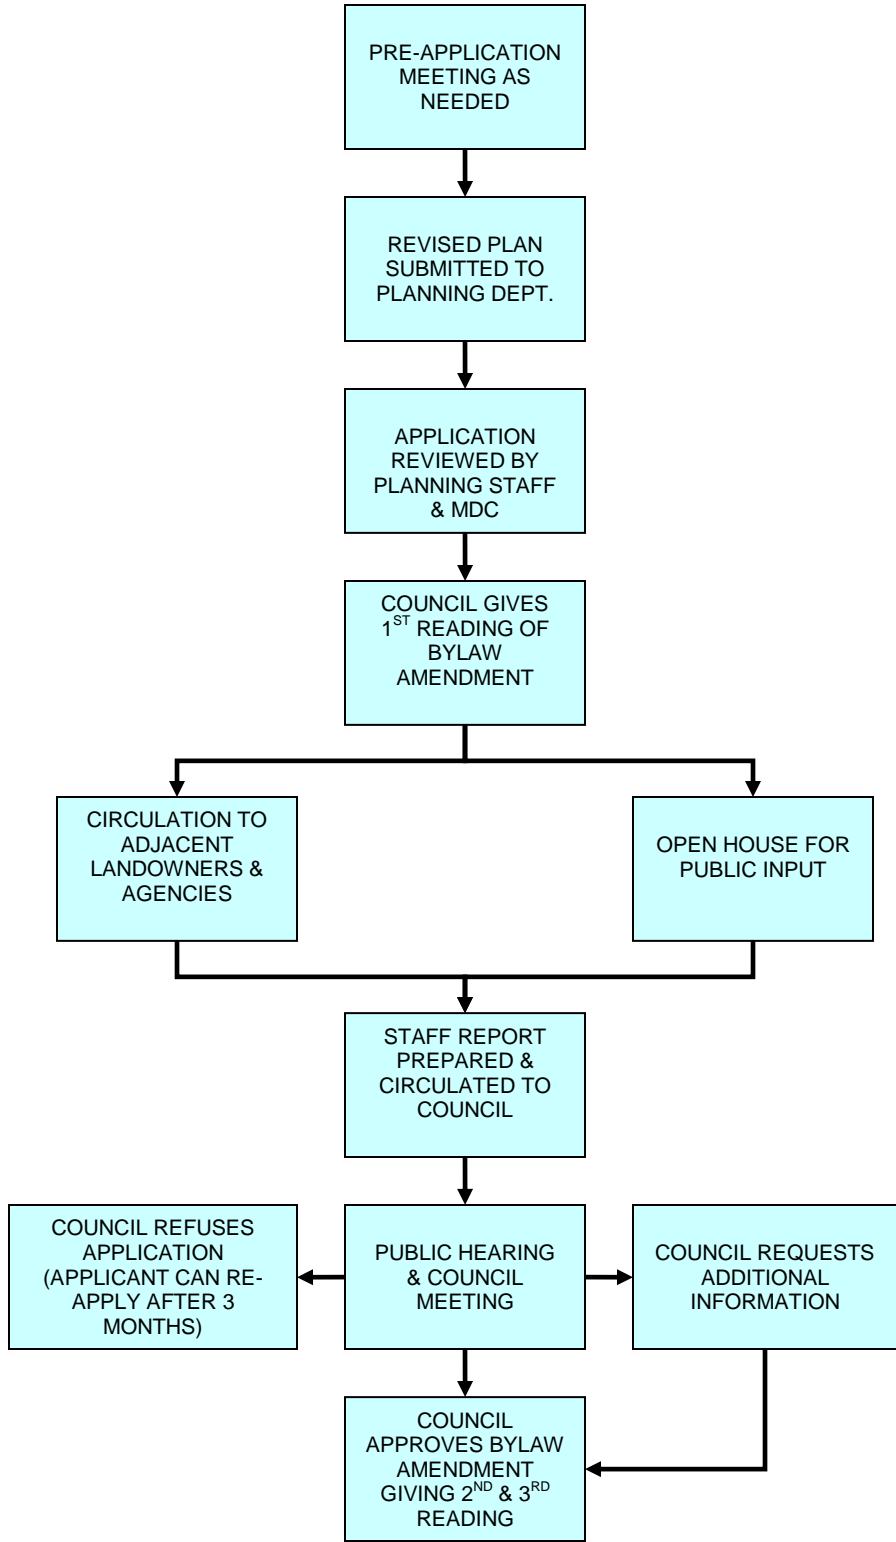 PRE-APPLICATION
MEETING AS
NEEDED
REVISED PLAN
SUBMITTED TO
PLANNING DEPT.
APPLICATION
REVIEWED BY
PLANNING STAFF
& MDC
COUNCIL GIVES
1ST READING OF
BYLAW
AMENDMENT
CIRCULATION TO
ADJACENT
LANDOWNERS &
AGENCIES
OPEN HOUSE FOR
PUBLIC INPUT
STAFF REPORT
PREPARED &
CIRCULATED TO
COUNCIL
COUNCIL REFUSES
APPLICATION
(APPLICANT CAN RE-
APPLY AFTER 3
MONTHS)
PUBLIC HEARING
& COUNCIL
MEETING
COUNCIL REQUESTS
ADDITIONAL
INFORMATION
COUNCIL
APPROVES BYLAW
AMENDMENT
GIVING 2ND & 3RD
READING